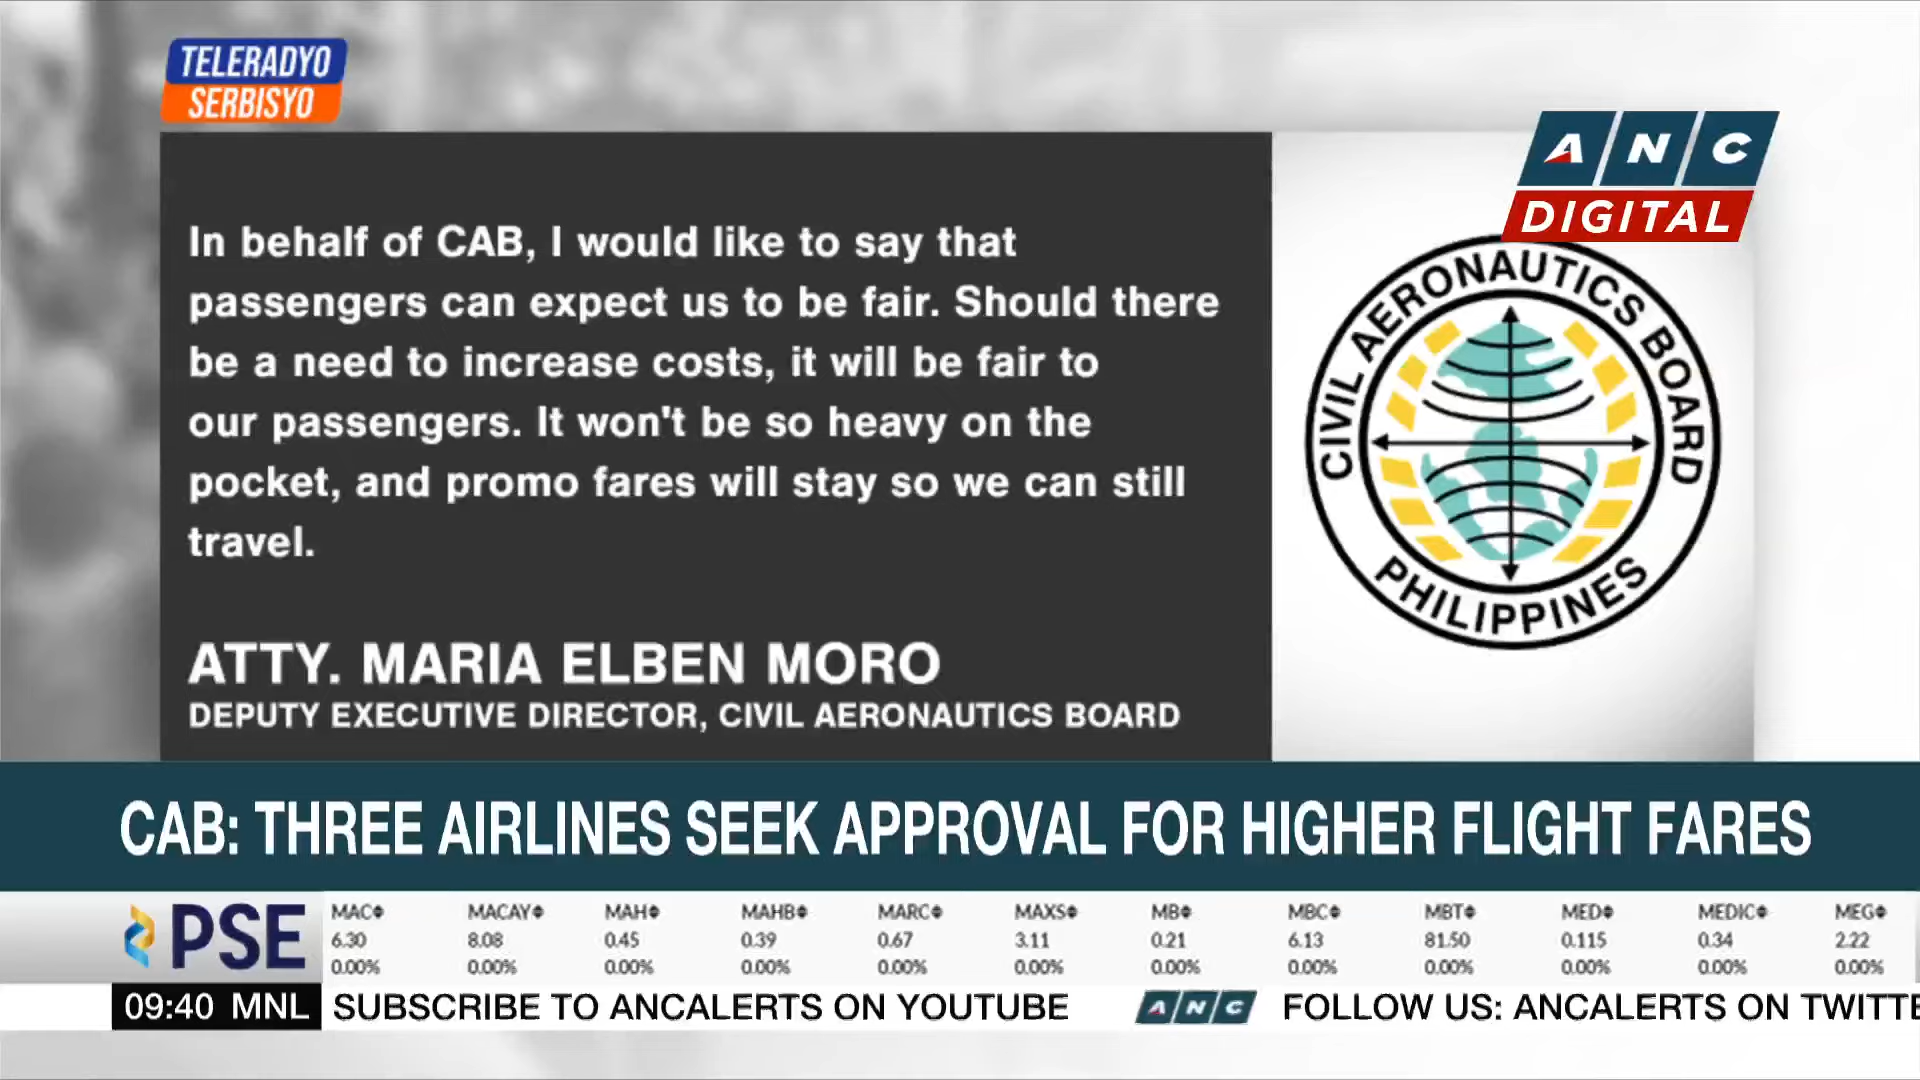 TELERADYO
SERBISYO
ANC
DIGITAL
In behalf of CAB, I would like to say that
passengers can expect us to be fair. Should there
be a need to increase costs, it will be fair to
our passengers. It won't be so heavy on the
pocket, and promo fares will stay so we can still
travel.
ATTY. MARIA ELBEN MORO
DEPUTY EXECUTIVE DIRECTOR, CIVIL AERONAUTICS BOARD
CIVIL AERONAUTICS BOARD
PHILIPPINES
CAB: THREE AIRLINES SEEK APPROVAL FOR HIGHER FLIGHT FARES
PSE
MAC MACAY MAH MAHB MARC MAXS MB MBC MBT MED MEDIC MEG
6.30 8.08 0.45 0.39 0.67 3.11 0.21 6.13 81.50 0.115 0.34 2.22
0.00% 0.00% 0.00% 0.00% 0.00% 0.00% 0.00% 0.00% 0.00% 0.00% 0.00% 0.00%
09:40 MNL SUBSCRIBE TO ANCALERTS ON YOUTUBE ANC FOLLOW US: ANCALERTS ON TWITTE